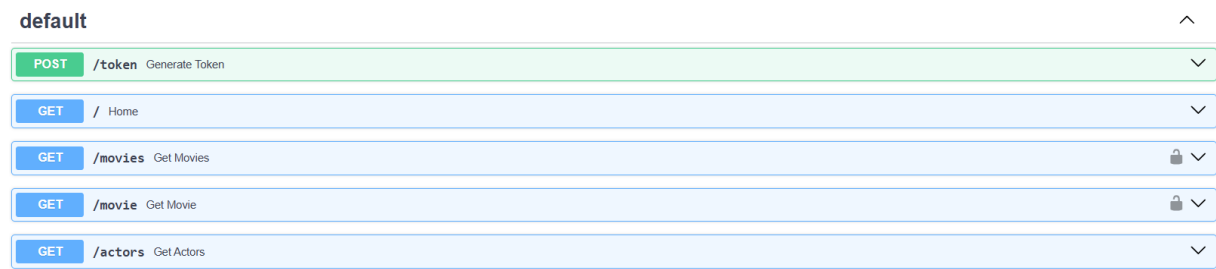 default
POST /token Generate Token
GET / Home
GET /movies Get Movies
GET /movie Get Movie
GET /actors Get Actors